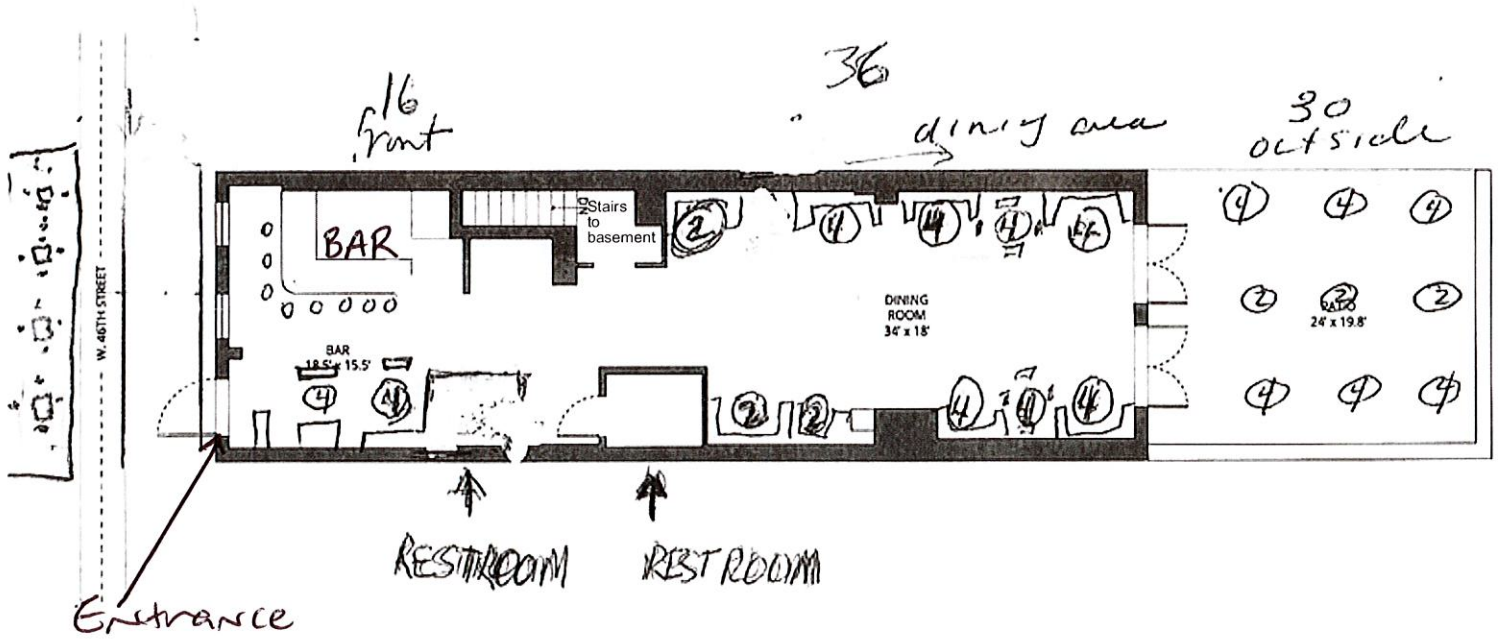 16
front
36
dining area
30
outside
W. 46TH STREET
BAR
DN
Stairs
to
basement
2
4
4
4
4
4
4
4
DINING
ROOM
34' x 18'
2
2
2
PATIO
24' x 19.8'
BAR
18.5' x 15.5'
4
4
2
2
4
4
4
4
4
4
RESTROOM
RESTROOM
Entrance